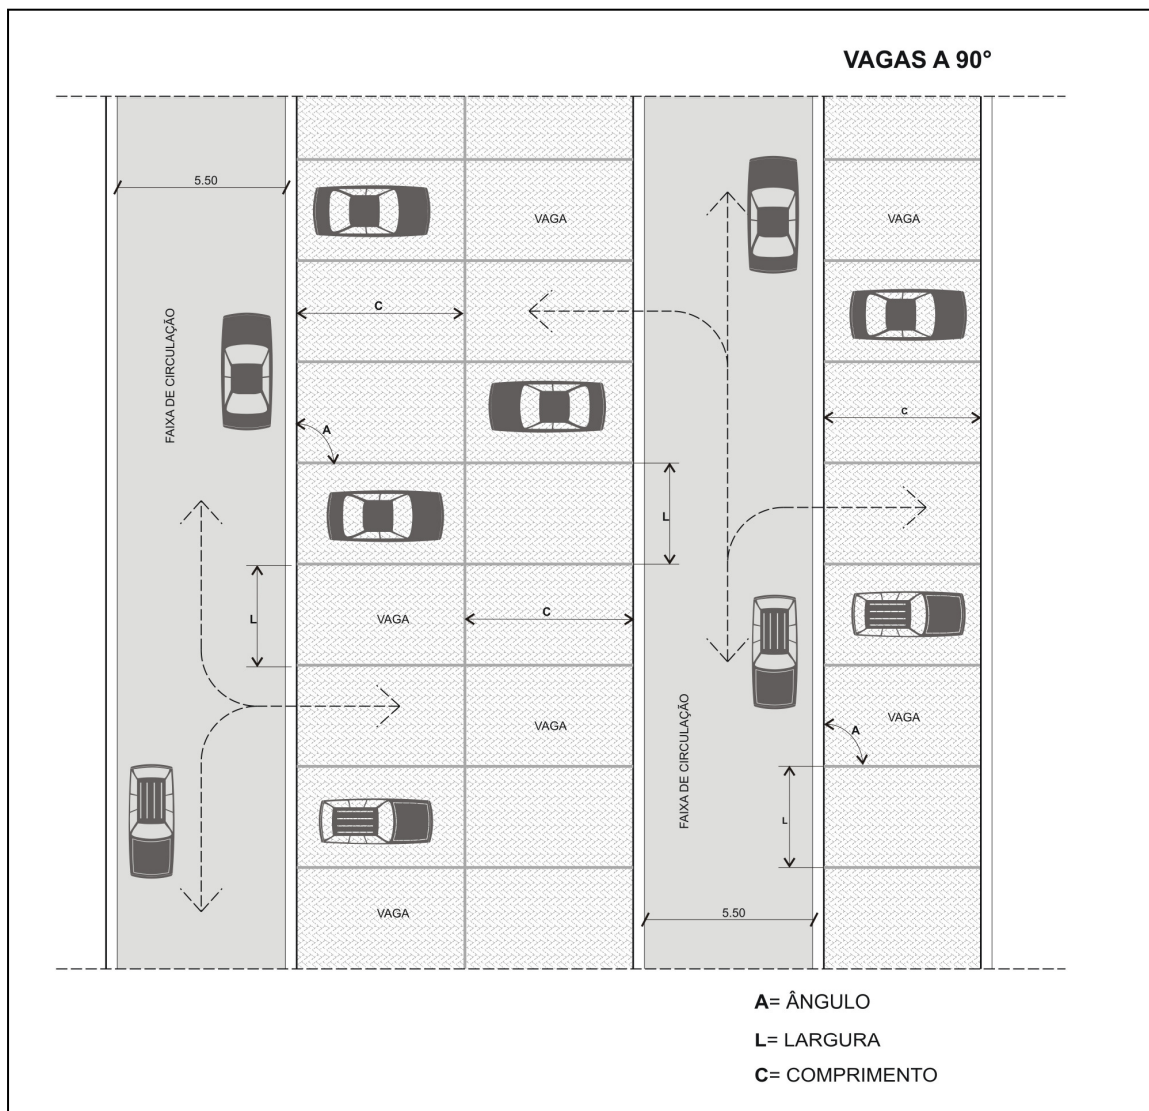 VAGAS A 90°
5.50
VAGA
VAGA
C
FAIXA DE CIRCULAÇÃO
C
A
L
L
VAGA
C
VAGA
VAGA
A
FAIXA DE CIRCULAÇÃO
L
VAGA
5.50
A= ÂNGULO
L= LARGURA
C= COMPRIMENTO